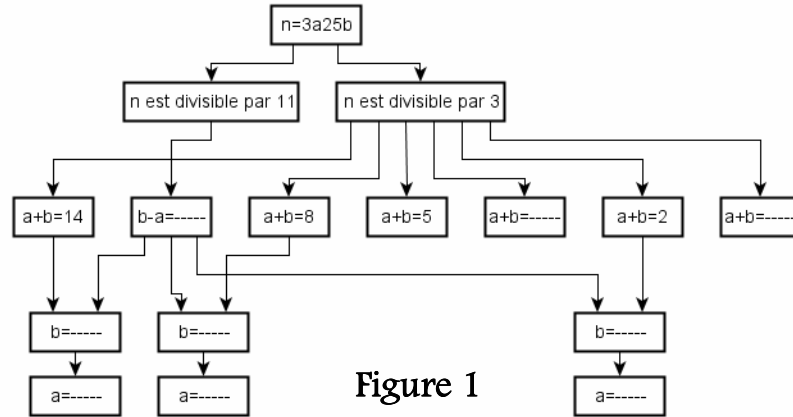 n=3a25b
n est divisible par 11
n est divisible par 3
a+b=14
b-a=-----
a+b=8
a+b=5
a+b=-----
a+b=2
a+b=-----
b=-----
b=-----
b=-----
a=-----
a=-----
a=-----
Figure 1